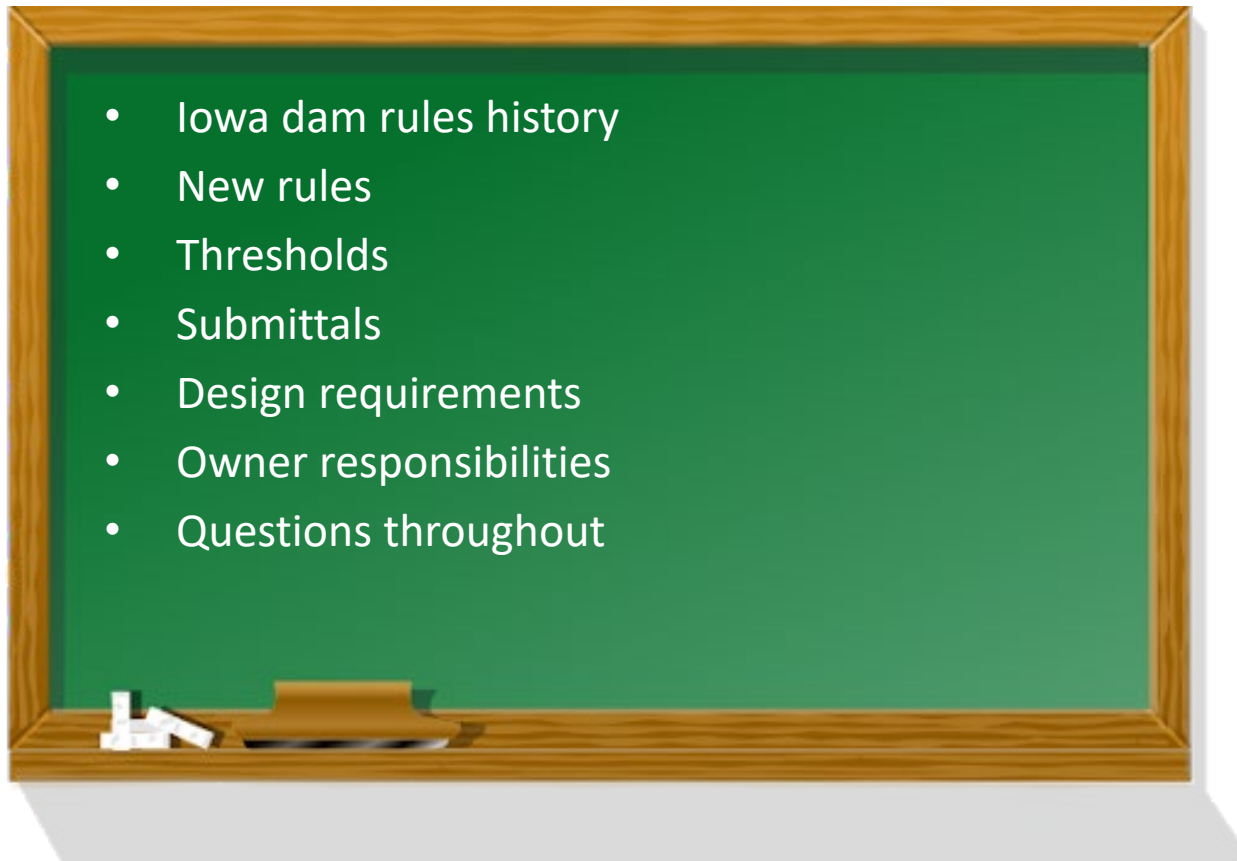 • Iowa dam rules history
• New rules
• Thresholds
• Submittals
• Design requirements
• Owner responsibilities
• Questions throughout